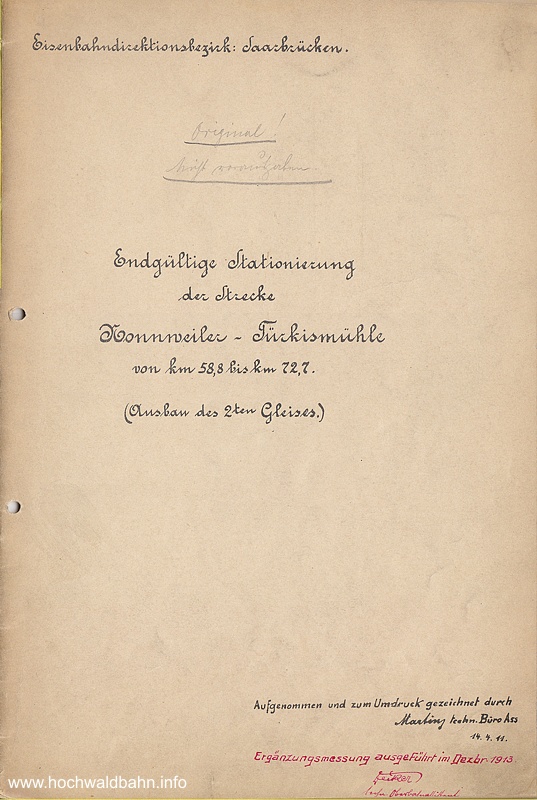 Eisenbahndirektionsbezirk: Saarbrücken.
Original!
nicht
Endgültige Stationierung
der Strecke
Nonnweiler - Türkismühle
von km 58,8 bis km 72,7.
(Ausbau des 2ten Gleises.)
Aufgenommen und zum Umdruck gezeichnet durch
Martiny techn. Büro Ass
14.4.11.
Ergänzungsmessung ausgeführt im Dezbr. 1913.
www.hochwaldbahn.info